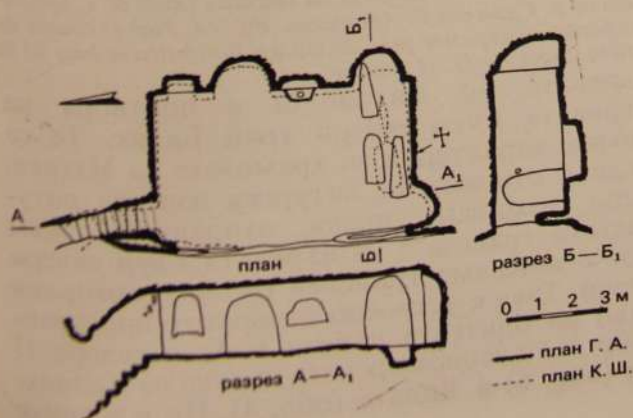 Б₁
А
А₁
план
Б
разрез Б—Б₁
0 1 2 3 м
план Г. А.
план К. Ш.
разрез А—А₁